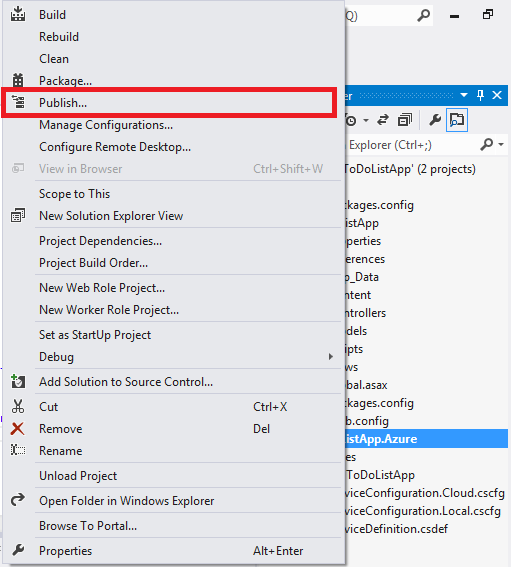 Build
Rebuild
Clean
Package...
Publish...
Manage Configurations...
Configure Remote Desktop...
View in Browser Ctrl+Shift+W
Scope to This
New Solution Explorer View
Project Dependencies...
Project Build Order...
New Web Role Project...
New Worker Role Project...
Set as StartUp Project
Debug
Add Solution to Source Control...
Cut Ctrl+X
Remove Del
Rename
Unload Project
Open Folder in Windows Explorer
Browse To Portal...
Properties Alt+Enter
Q)
er
Explorer (Ctrl+;)
ToDoListApp' (2 projects)
kages.config
stApp
perties
erences
p_Data
ntent
ntrollers
dels
ipts
ws
bal.asax
kages.config
b.config
istApp.Azure
es
ToDoListApp
viceConfiguration.Cloud.cscfg
viceConfiguration.Local.cscfg
viceDefinition.csdef